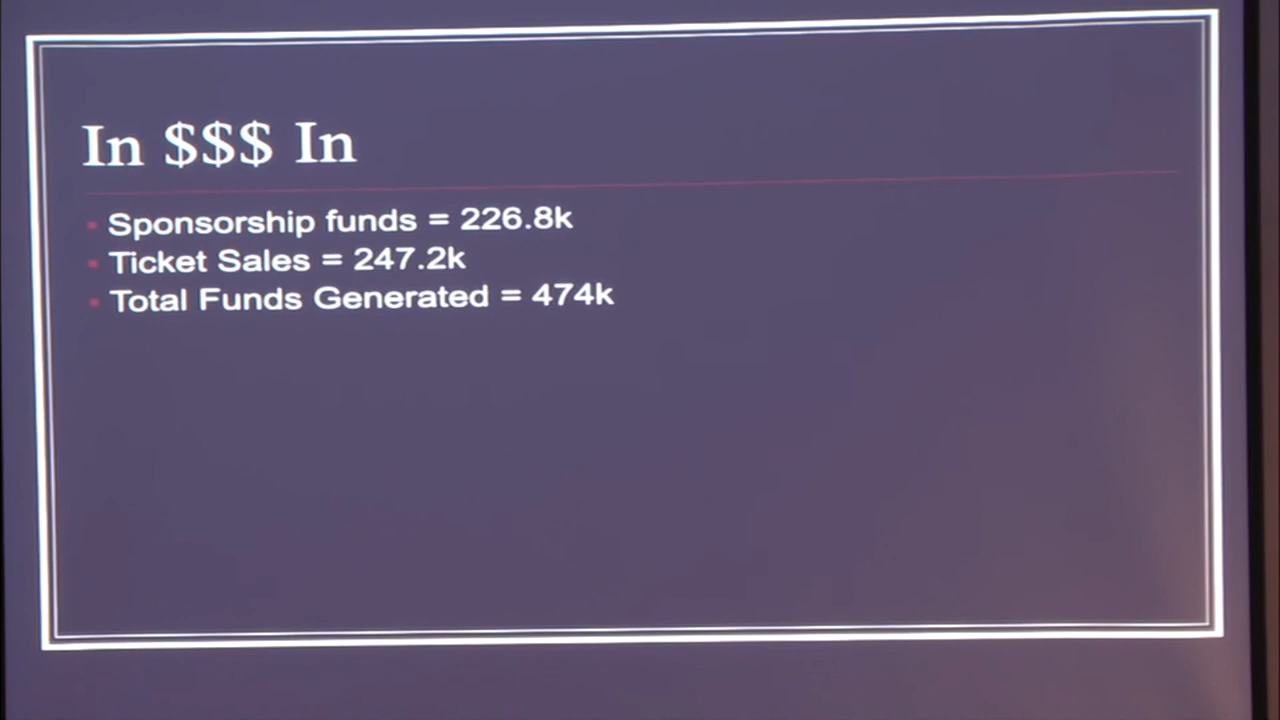 In $$$ In
Sponsorship funds = 226.8k
Ticket Sales = 247.2k
Total Funds Generated = 474k